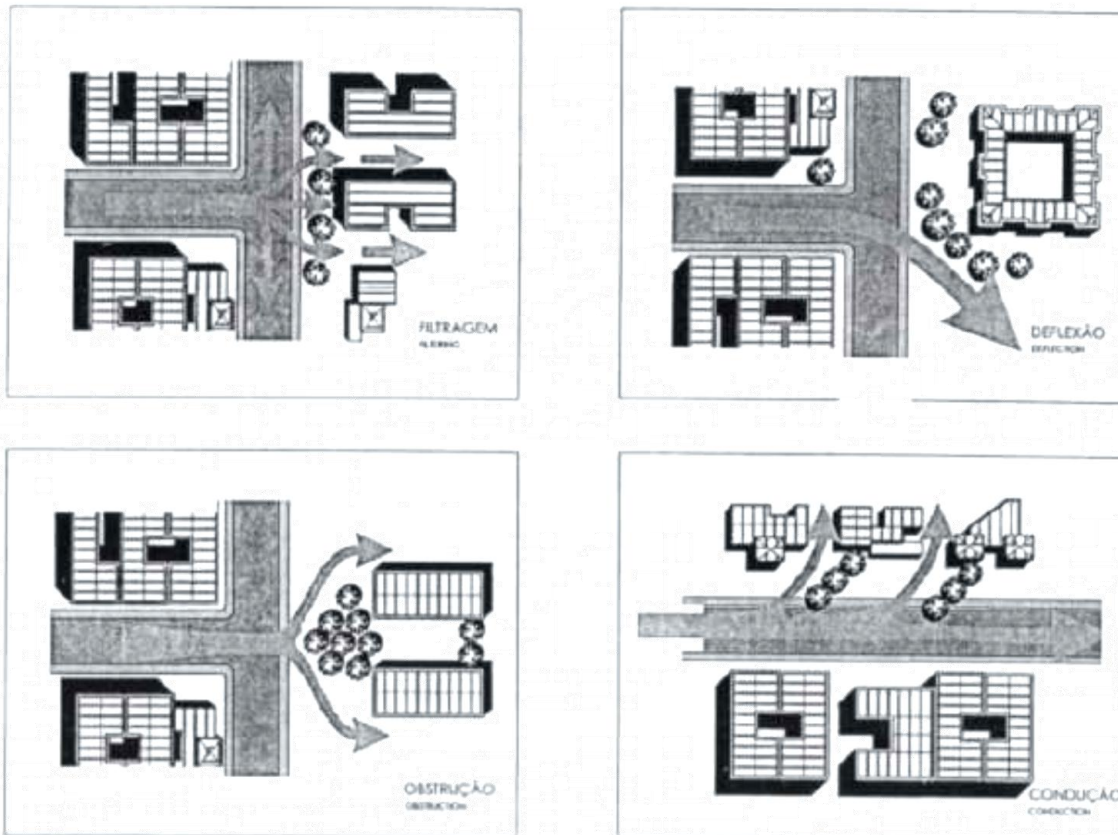 FILTRAGEM
FILTERING
DEFLEXÃO
DEFLECTION
OBSTRUÇÃO
OBSTRUCTION
CONDUÇÃO
CONDUCTION